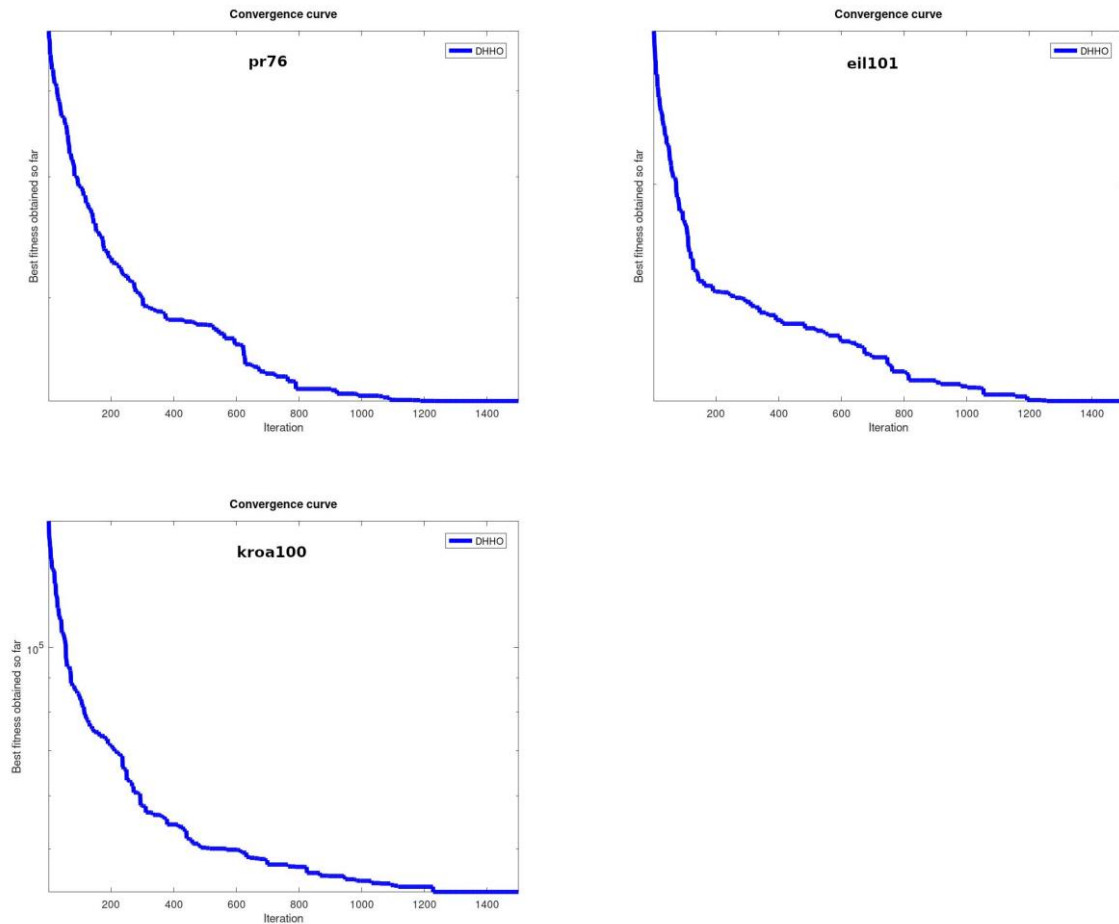 Convergence curve
DHHO
pr76
Best fitness obtained so far
200 400 600 800 1000 1200 1400
Iteration
Convergence curve
DHHO
eil101
Best fitness obtained so far
200 400 600 800 1000 1200 1400
Iteration
Convergence curve
DHHO
kroa100
Best fitness obtained so far
10⁵
200 400 600 800 1000 1200 1400
Iteration